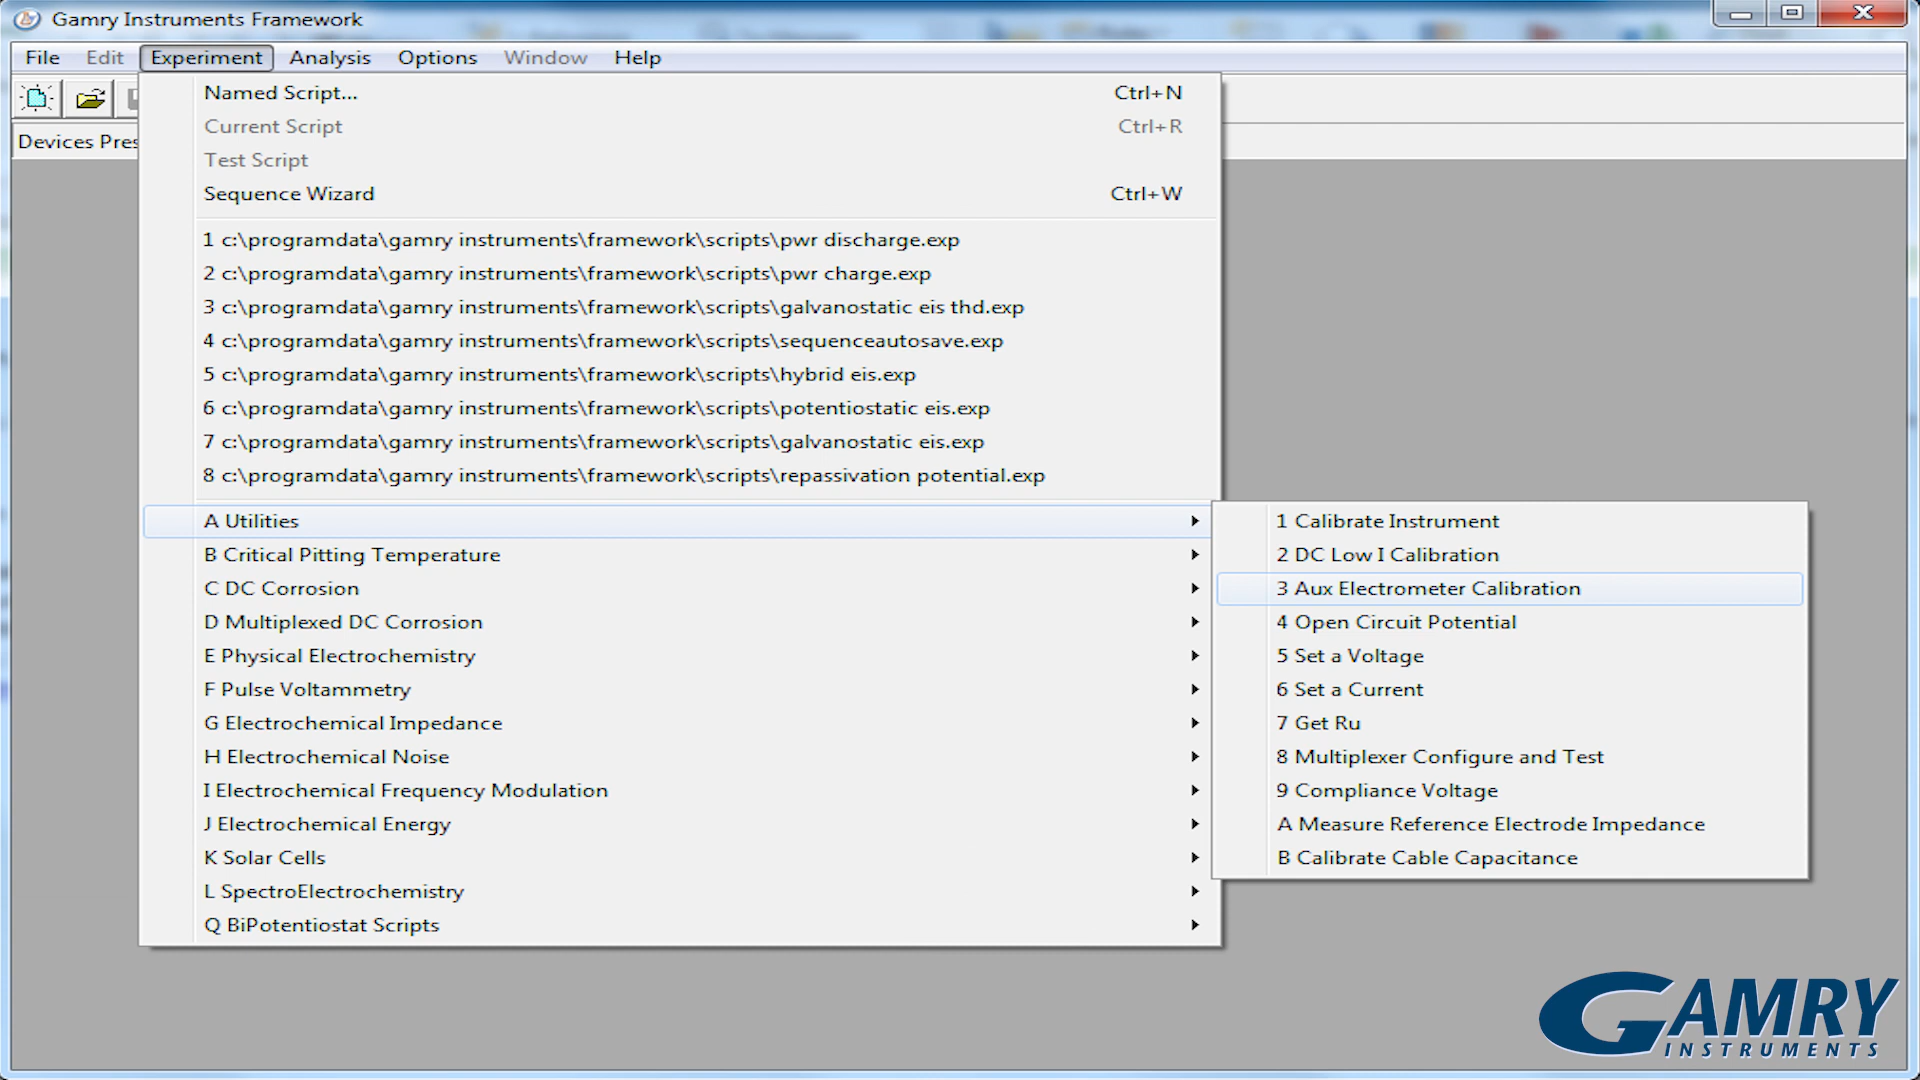 Gamry Instruments Framework
File Edit Experiment Analysis Options Window Help
Devices Pres
Named Script... Ctrl+N
Current Script Ctrl+R
Test Script
Sequence Wizard Ctrl+W
1 c:\programdata\gamry instruments\framework\scripts\pwr discharge.exp
2 c:\programdata\gamry instruments\framework\scripts\pwr charge.exp
3 c:\programdata\gamry instruments\framework\scripts\galvanostatic eis thd.exp
4 c:\programdata\gamry instruments\framework\scripts\sequenceautosave.exp
5 c:\programdata\gamry instruments\framework\scripts\hybrid eis.exp
6 c:\programdata\gamry instruments\framework\scripts\potentiostatic eis.exp
7 c:\programdata\gamry instruments\framework\scripts\galvanostatic eis.exp
8 c:\programdata\gamry instruments\framework\scripts\repassivation potential.exp
A Utilities
B Critical Pitting Temperature
C DC Corrosion
D Multiplexed DC Corrosion
E Physical Electrochemistry
F Pulse Voltammetry
G Electrochemical Impedance
H Electrochemical Noise
I Electrochemical Frequency Modulation
J Electrochemical Energy
K Solar Cells
L SpectroElectrochemistry
Q BiPotentiostat Scripts
1 Calibrate Instrument
2 DC Low I Calibration
3 Aux Electrometer Calibration
4 Open Circuit Potential
5 Set a Voltage
6 Set a Current
7 Get Ru
8 Multiplexer Configure and Test
9 Compliance Voltage
A Measure Reference Electrode Impedance
B Calibrate Cable Capacitance
GAMRY
INSTRUMENTS